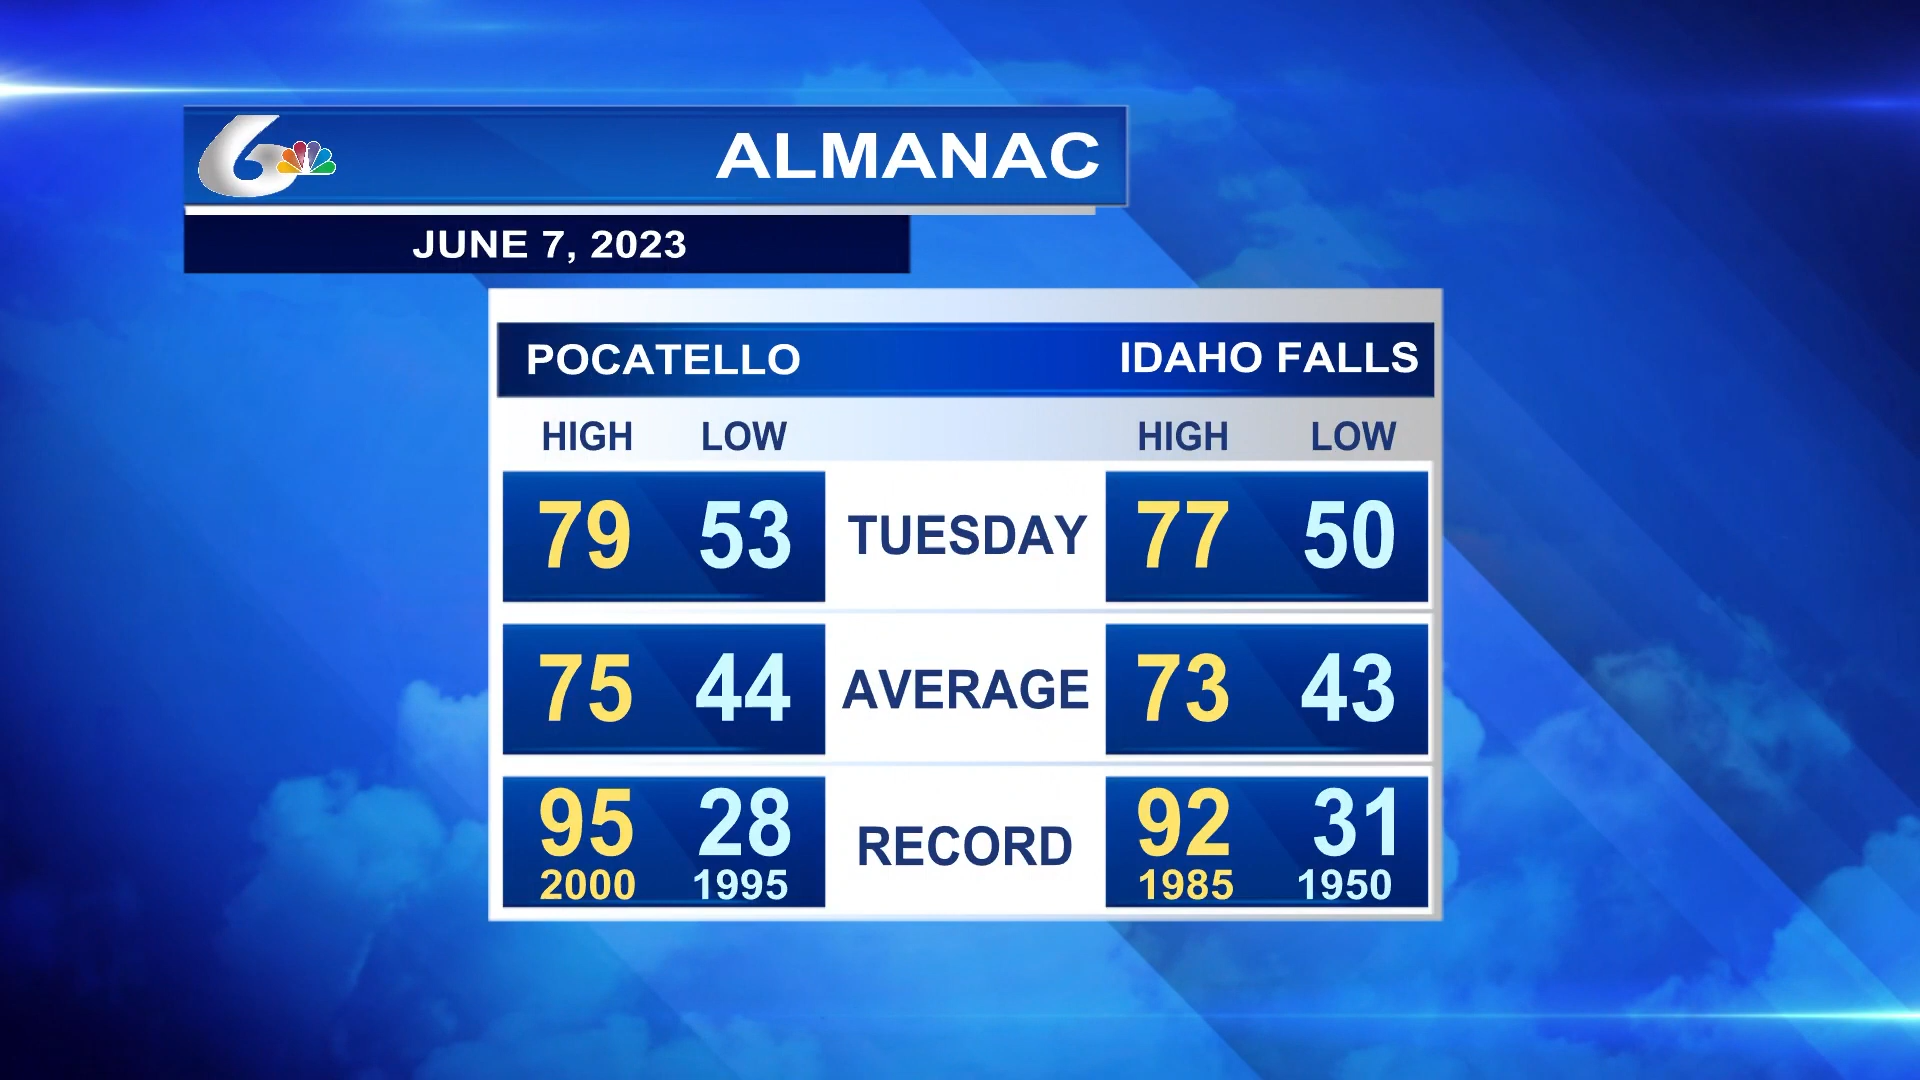 6
ALMANAC
JUNE 7, 2023
POCATELLO IDAHO FALLS
HIGH LOW HIGH LOW
79 53 TUESDAY 77 50
75 44 AVERAGE 73 43
95 28 RECORD 92 31
2000 1995 1985 1950